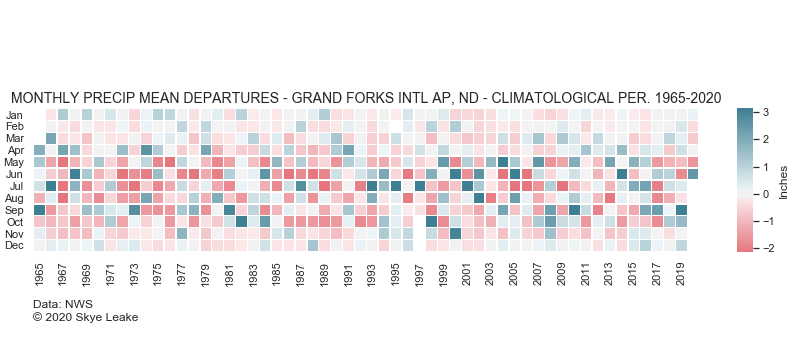 MONTHLY PRECIP MEAN DEPARTURES - GRAND FORKS INTL AP, ND - CLIMATOLOGICAL PER. 1965-2020
Jan
Feb
Mar
Apr
May
Jun
Jul
Aug
Sep
Oct
Nov
Dec
1965
1967
1969
1971
1973
1975
1977
1979
1981
1983
1985
1987
1989
1991
1993
1995
1997
1999
2001
2003
2005
2007
2009
2011
2013
2015
2017
2019
3
2
1
0
−1
−2
Inches
Data: NWS
© 2020 Skye Leake